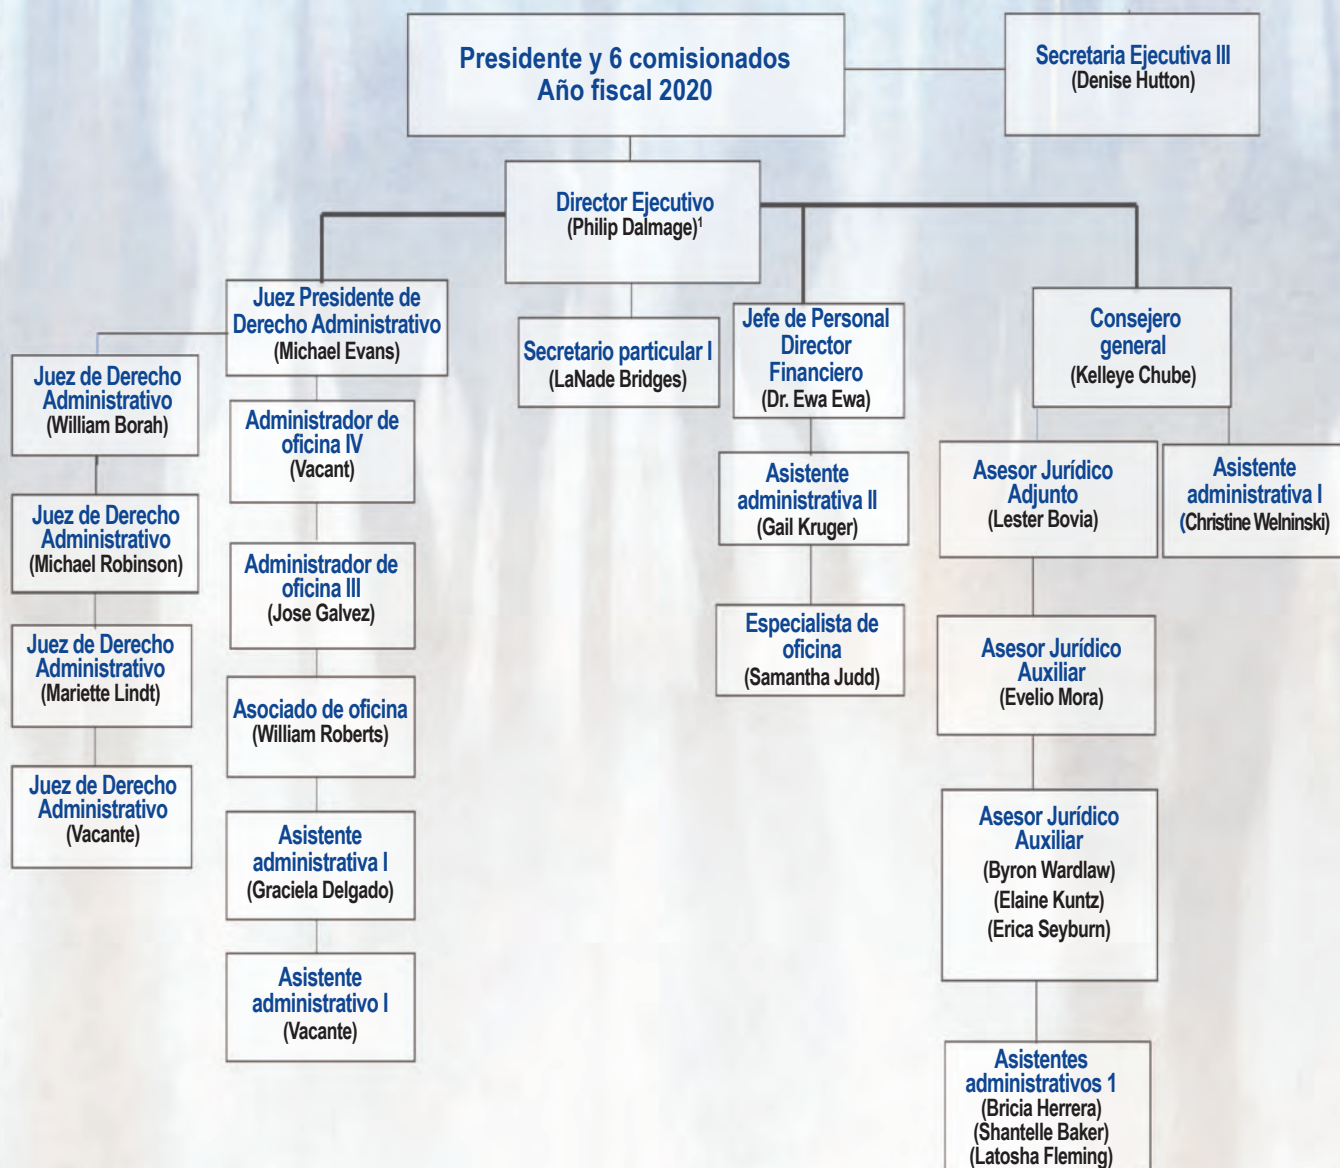 Presidente y 6 comisionados
Año fiscal 2020
Secretaria Ejecutiva III
(Denise Hutton)
Director Ejecutivo
(Philip Dalmage)¹
Juez Presidente de
Derecho Administrativo
(Michael Evans)
Secretario particular I
(LaNade Bridges)
Jefe de Personal
Director
Financiero
(Dr. Ewa Ewa)
Consejero
general
(Kelleye Chube)
Juez de Derecho
Administrativo
(William Borah)
Juez de Derecho
Administrativo
(Michael Robinson)
Juez de Derecho
Administrativo
(Mariette Lindt)
Juez de Derecho
Administrativo
(Vacante)
Administrador de
oficina IV
(Vacant)
Administrador de
oficina III
(Jose Galvez)
Asociado de oficina
(William Roberts)
Asistente
administrativa I
(Graciela Delgado)
Asistente
administrativo I
(Vacante)
Asistente
administrativa II
(Gail Kruger)
Especialista de
oficina
(Samantha Judd)
Asesor Jurídico
Adjunto
(Lester Bovia)
Asistente
administrativa I
(Christine Welninski)
Asesor Jurídico
Auxiliar
(Evelio Mora)
Asesor Jurídico
Auxiliar
(Byron Wardlaw)
(Elaine Kuntz)
(Erica Seyburn)
Asistentes
administrativos 1
(Bricia Herrera)
(Shantelle Baker)
(Latosha Fleming)